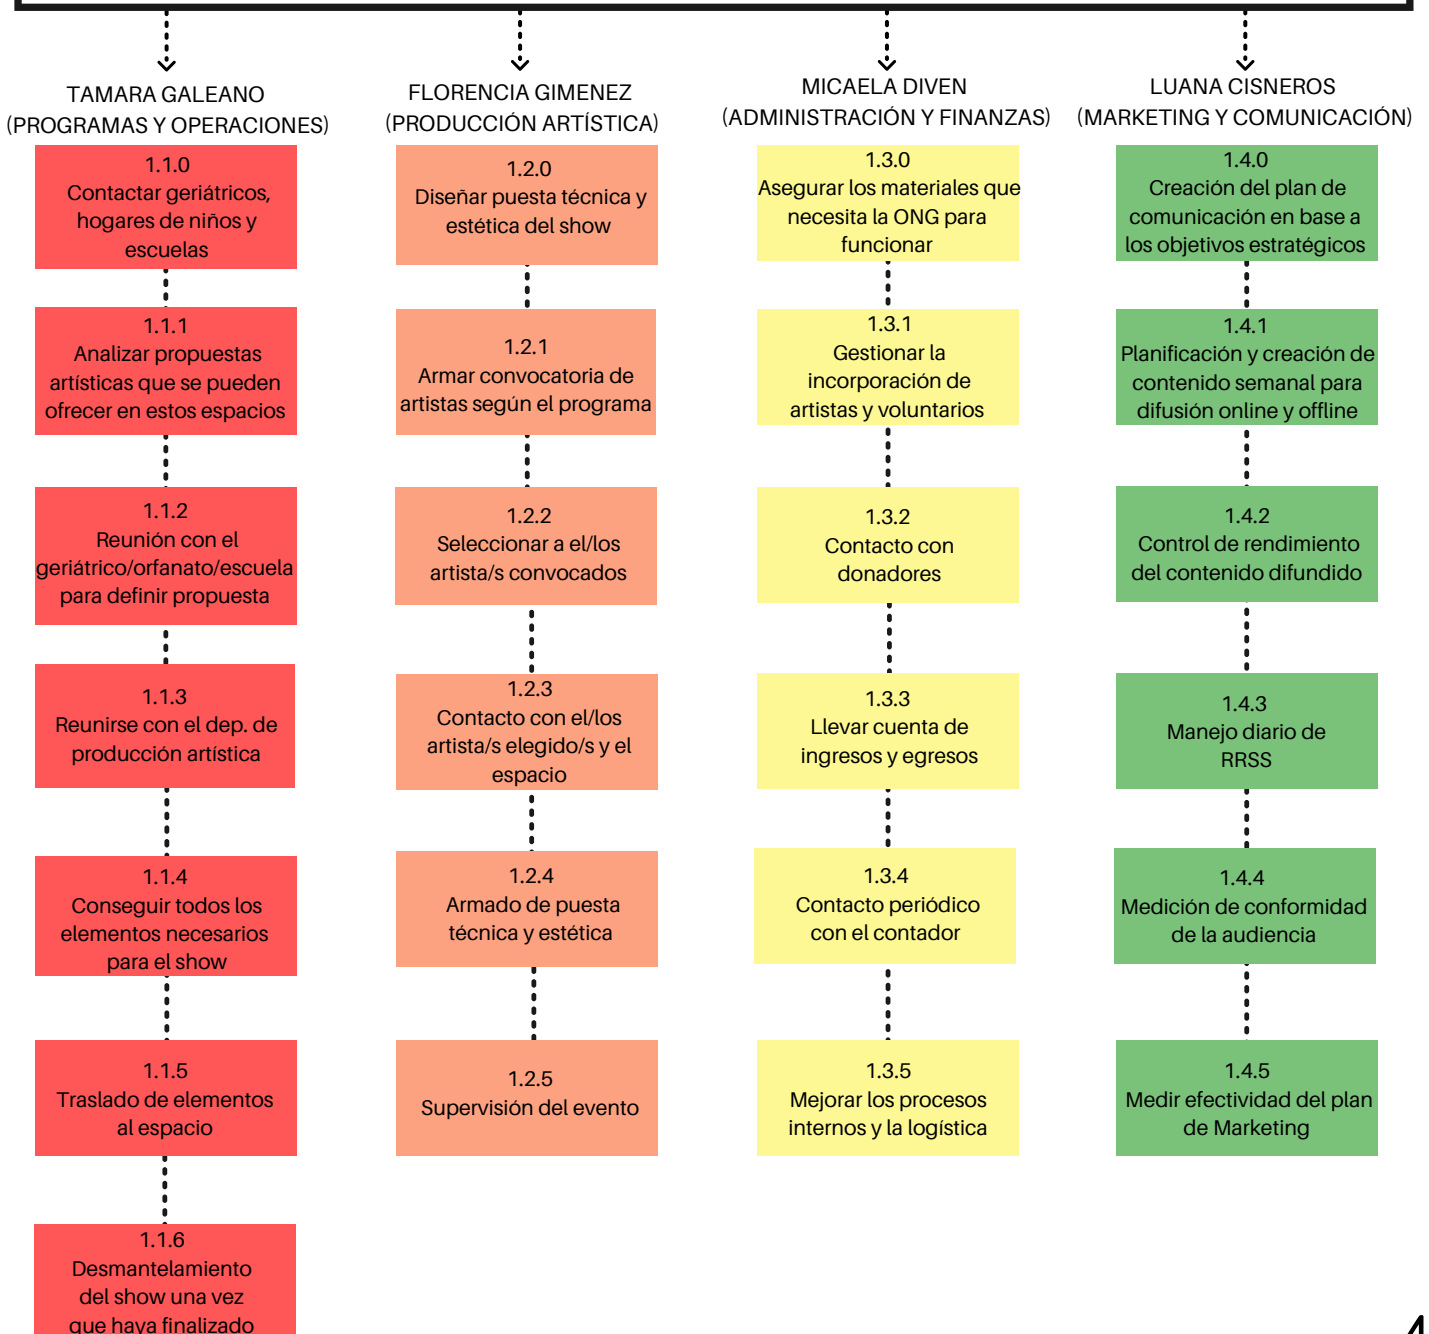 TAMARA GALEANO
(PROGRAMAS Y OPERACIONES)
1.1.0
Contactar geriátricos,
hogares de niños y
escuelas
1.1.1
Analizar propuestas
artísticas que se pueden
ofrecer en estos espacios
1.1.2
Reunión con el
geriátrico/orfanato/escuela
para definir propuesta
1.1.3
Reunirse con el dep. de
producción artística
1.1.4
Conseguir todos los
elementos necesarios
para el show
1.1.5
Traslado de elementos
al espacio
1.1.6
Desmantelamiento
del show una vez
que haya finalizado
FLORENCIA GIMENEZ
(PRODUCCIÓN ARTÍSTICA)
1.2.0
Diseñar puesta técnica y
estética del show
1.2.1
Armar convocatoria de
artistas según el programa
1.2.2
Seleccionar a el/los
artista/s convocados
1.2.3
Contacto con el/los
artista/s elegido/s y el
espacio
1.2.4
Armado de puesta
técnica y estética
1.2.5
Supervisión del evento
MICAELA DIVEN
(ADMINISTRACIÓN Y FINANZAS)
1.3.0
Asegurar los materiales que
necesita la ONG para
funcionar
1.3.1
Gestionar la
incorporación de
artistas y voluntarios
1.3.2
Contacto con
donadores
1.3.3
Llevar cuenta de
ingresos y egresos
1.3.4
Contacto periódico
con el contador
1.3.5
Mejorar los procesos
internos y la logística
LUANA CISNEROS
(MARKETING Y COMUNICACIÓN)
1.4.0
Creación del plan de
comunicación en base a
los objetivos estratégicos
1.4.1
Planificación y creación de
contenido semanal para
difusión online y offline
1.4.2
Control de rendimiento
del contenido difundido
1.4.3
Manejo diario de
RRSS
1.4.4
Medición de conformidad
de la audiencia
1.4.5
Medir efectividad del plan
de Marketing
4